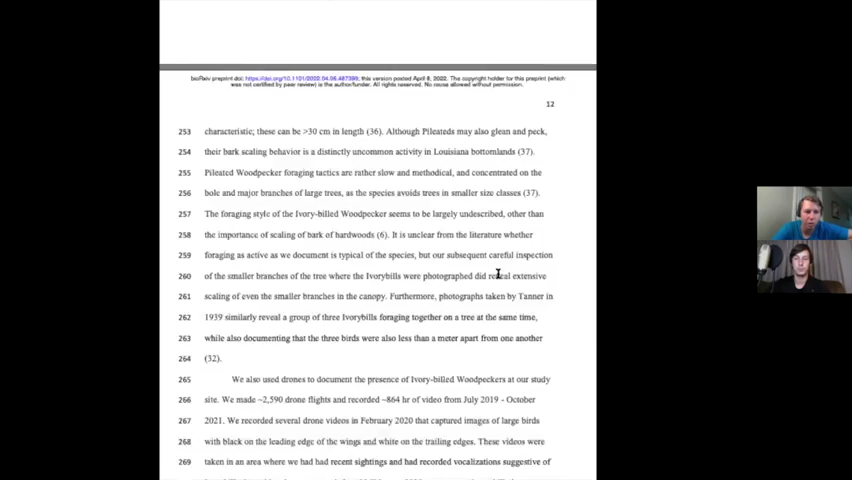 bioRxiv preprint doi: https://doi.org/10.1101/2022.04.06.487399; this version posted April 8, 2022. The copyright holder for this preprint (which
was not certified by peer review) is the author/funder. All rights reserved. No reuse allowed without permission.
12
253 characteristic; these can be >30 cm in length (36). Although Pileateds may also glean and peck,
254 their bark scaling behavior is a distinctly uncommon activity in Louisiana bottomlands (37).
255 Pileated Woodpecker foraging tactics are rather slow and methodical, and concentrated on the
256 bole and major branches of large trees, as the species avoids trees in smaller size classes (37).
257 The foraging style of the Ivory-billed Woodpecker seems to be largely undescribed, other than
258 the importance of scaling of bark of hardwoods (6). It is unclear from the literature whether
259 foraging as active as we document is typical of the species, but our subsequent careful inspection
260 of the smaller branches of the tree where the Ivorybills were photographed did reveal extensive
261 scaling of even the smaller branches in the canopy. Furthermore, photographs taken by Tanner in
262 1939 similarly reveal a group of three Ivorybills foraging together on a tree at the same time,
263 while also documenting that the three birds were also less than a meter apart from one another
264 (32).
265 We also used drones to document the presence of Ivory-billed Woodpeckers at our study
266 site. We made ~2,590 drone flights and recorded ~864 hr of video from July 2019 - October
267 2021. We recorded several drone videos in February 2020 that captured images of large birds
268 with black on the leading edge of the wings and white on the trailing edges. These videos were
269 taken in an area where we had had recent sightings and had recorded vocalizations suggestive of